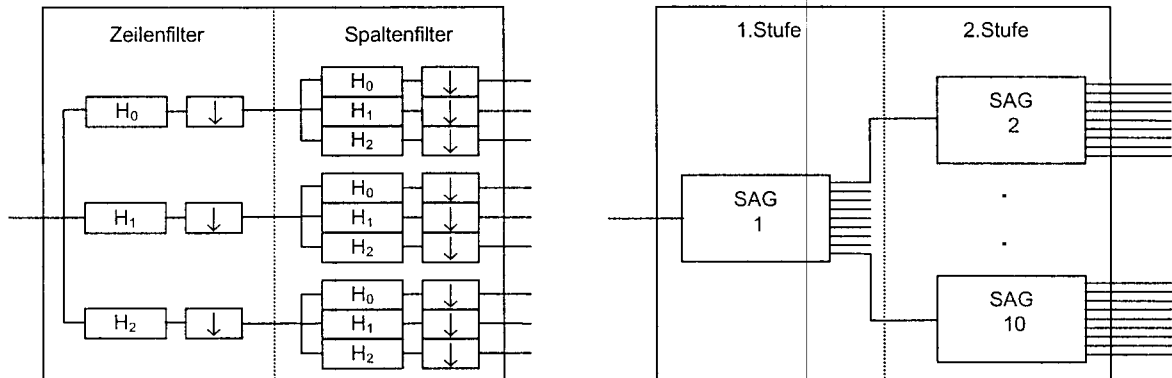 Zeilenfilter
Spaltenfilter
H₀
↓
H₀
↓
H₁
↓
H₂
↓
H₁
↓
H₀
↓
H₁
↓
H₂
↓
H₂
↓
H₀
↓
H₁
↓
H₂
↓
1.Stufe
2.Stufe
SAG
1
SAG
2
SAG
10